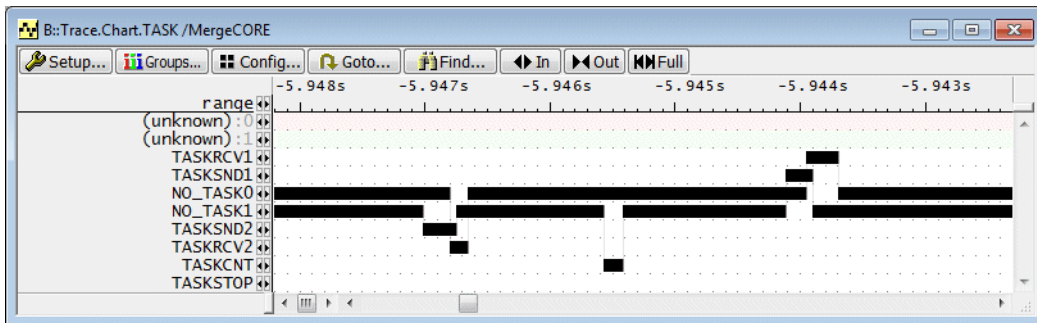 B::Trace.Chart.TASK /MergeCORE
Setup... Groups... Config... Goto... Find... In Out Full
-5.948s -5.947s -5.946s -5.945s -5.944s -5.943s
range
(unknown):0
(unknown):1
TASKRCV1
TASKSND1
NO_TASK0
NO_TASK1
TASKSND2
TASKRCV2
TASKCNT
TASKSTOP